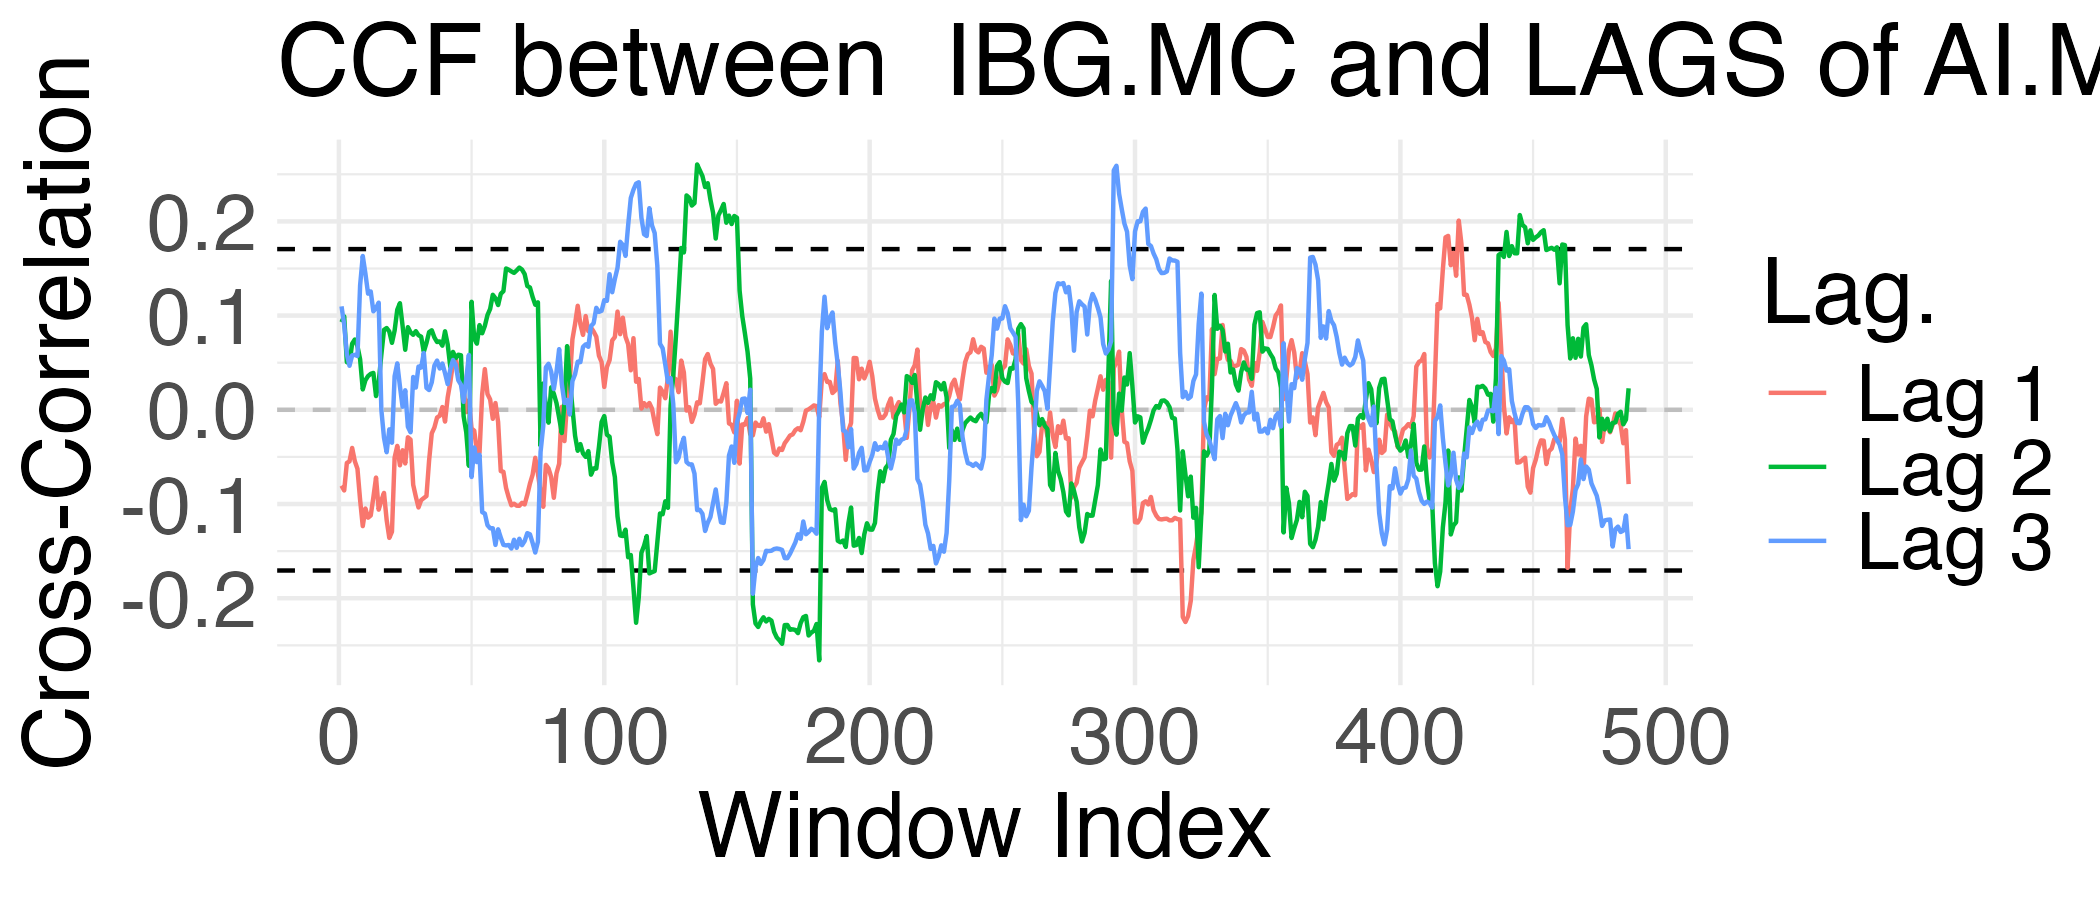 CCF between  IBG.MC and LAGS of AI.M
Cross-Correlation
0.2
0.1
0.0
-0.1
-0.2
0 100 200 300 400 500
Window Index
Lag.
Lag 1
Lag 2
Lag 3